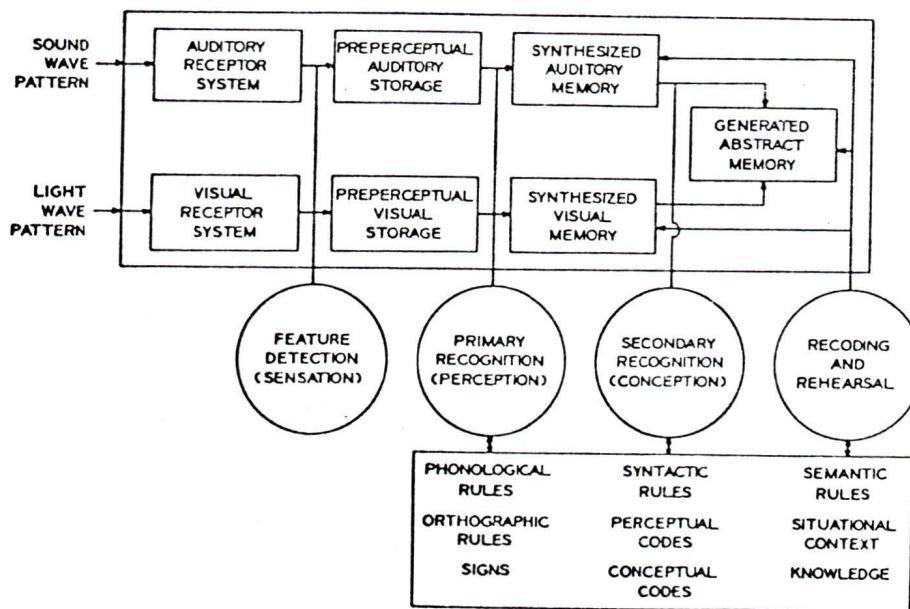 SOUND
WAVE
PATTERN
AUDITORY
RECEPTOR
SYSTEM
PREPERCEPTUAL
AUDITORY
STORAGE
SYNTHESIZED
AUDITORY
MEMORY
GENERATED
ABSTRACT
MEMORY
LIGHT
WAVE
PATTERN
VISUAL
RECEPTOR
SYSTEM
PREPERCEPTUAL
VISUAL
STORAGE
SYNTHESIZED
VISUAL
MEMORY
FEATURE
DETECTION
(SENSATION)
PRIMARY
RECOGNITION
(PERCEPTION)
SECONDARY
RECOGNITION
(CONCEPTION)
RECODING
AND
REHEARSAL
PHONOLOGICAL
RULES
ORTHOGRAPHIC
RULES
SIGNS
SYNTACTIC
RULES
PERCEPTUAL
CODES
CONCEPTUAL
CODES
SEMANTIC
RULES
SITUATIONAL
CONTEXT
KNOWLEDGE